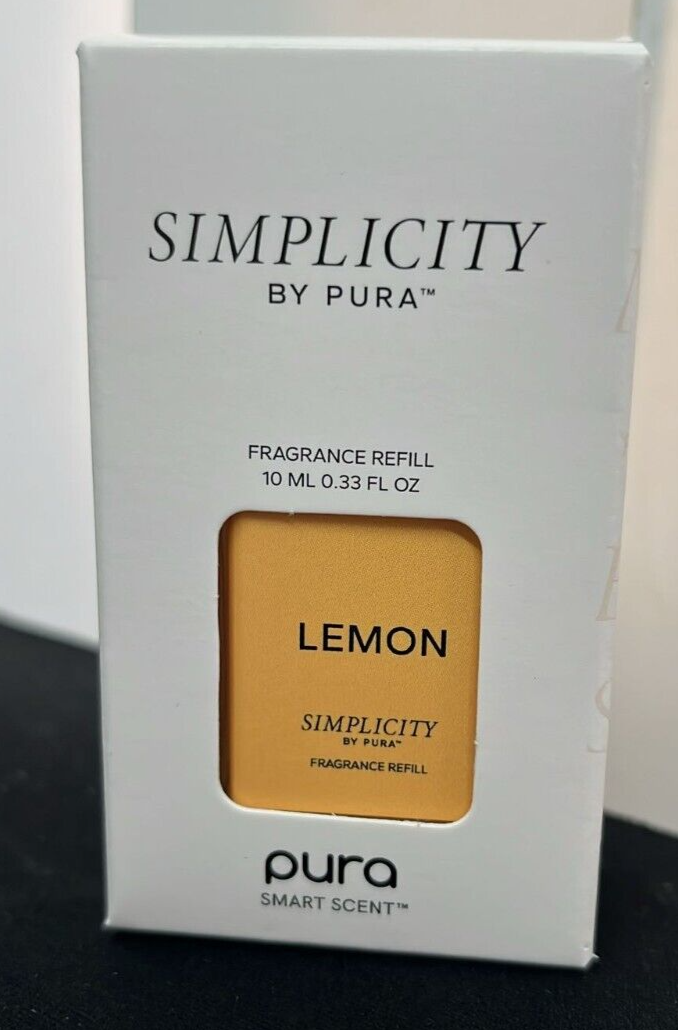 SIMPLICITY
BY PURA™
FRAGRANCE REFILL
10 ML 0.33 FL OZ
LEMON
SIMPLICITY
BY PURA™
FRAGRANCE REFILL
pura
SMART SCENT™